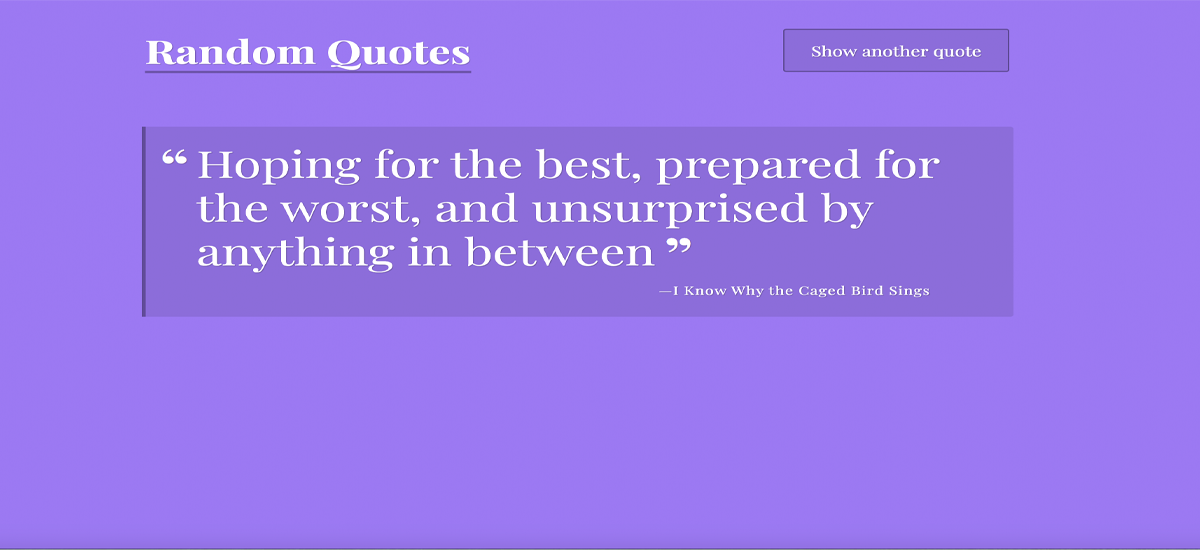 Random Quotes
Show another quote
“ Hoping for the best, prepared for
the worst, and unsurprised by
anything in between ”
—I Know Why the Caged Bird Sings